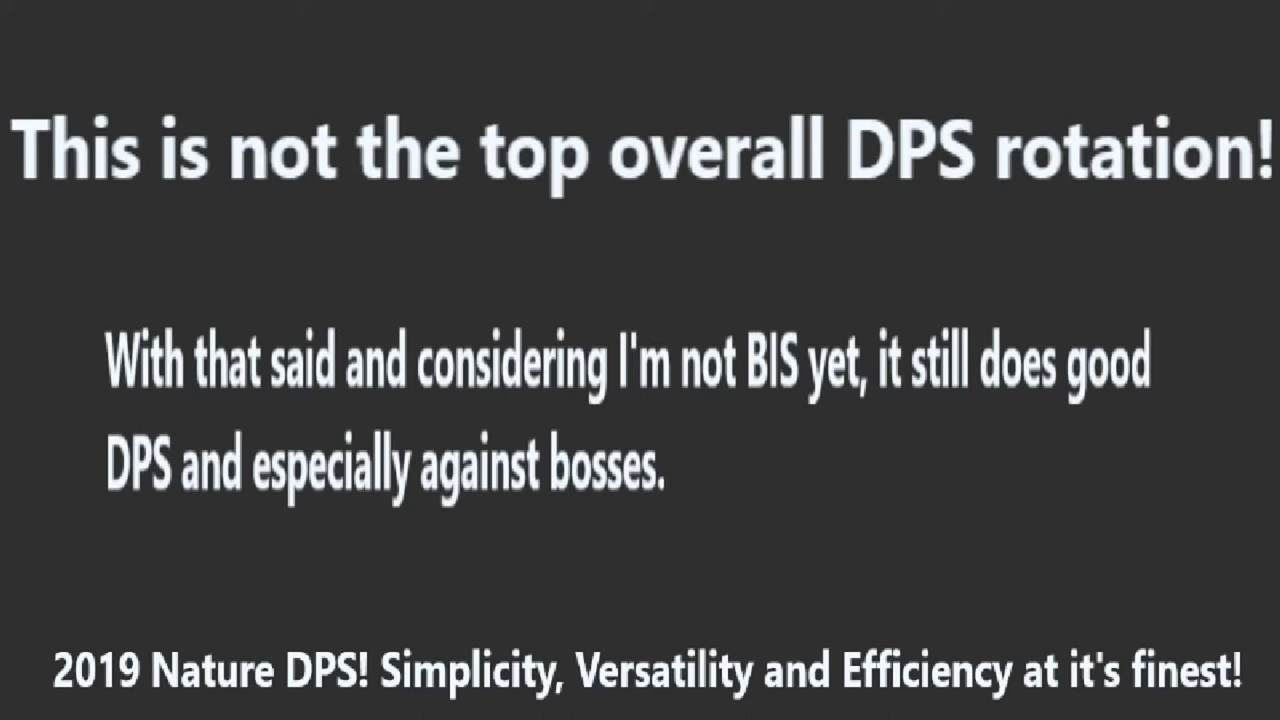 This is not the top overall DPS rotation!
With that said and considering I'm not BIS yet, it still does good
DPS and especially against bosses.
2019 Nature DPS! Simplicity, Versatility and Efficiency at it's finest!